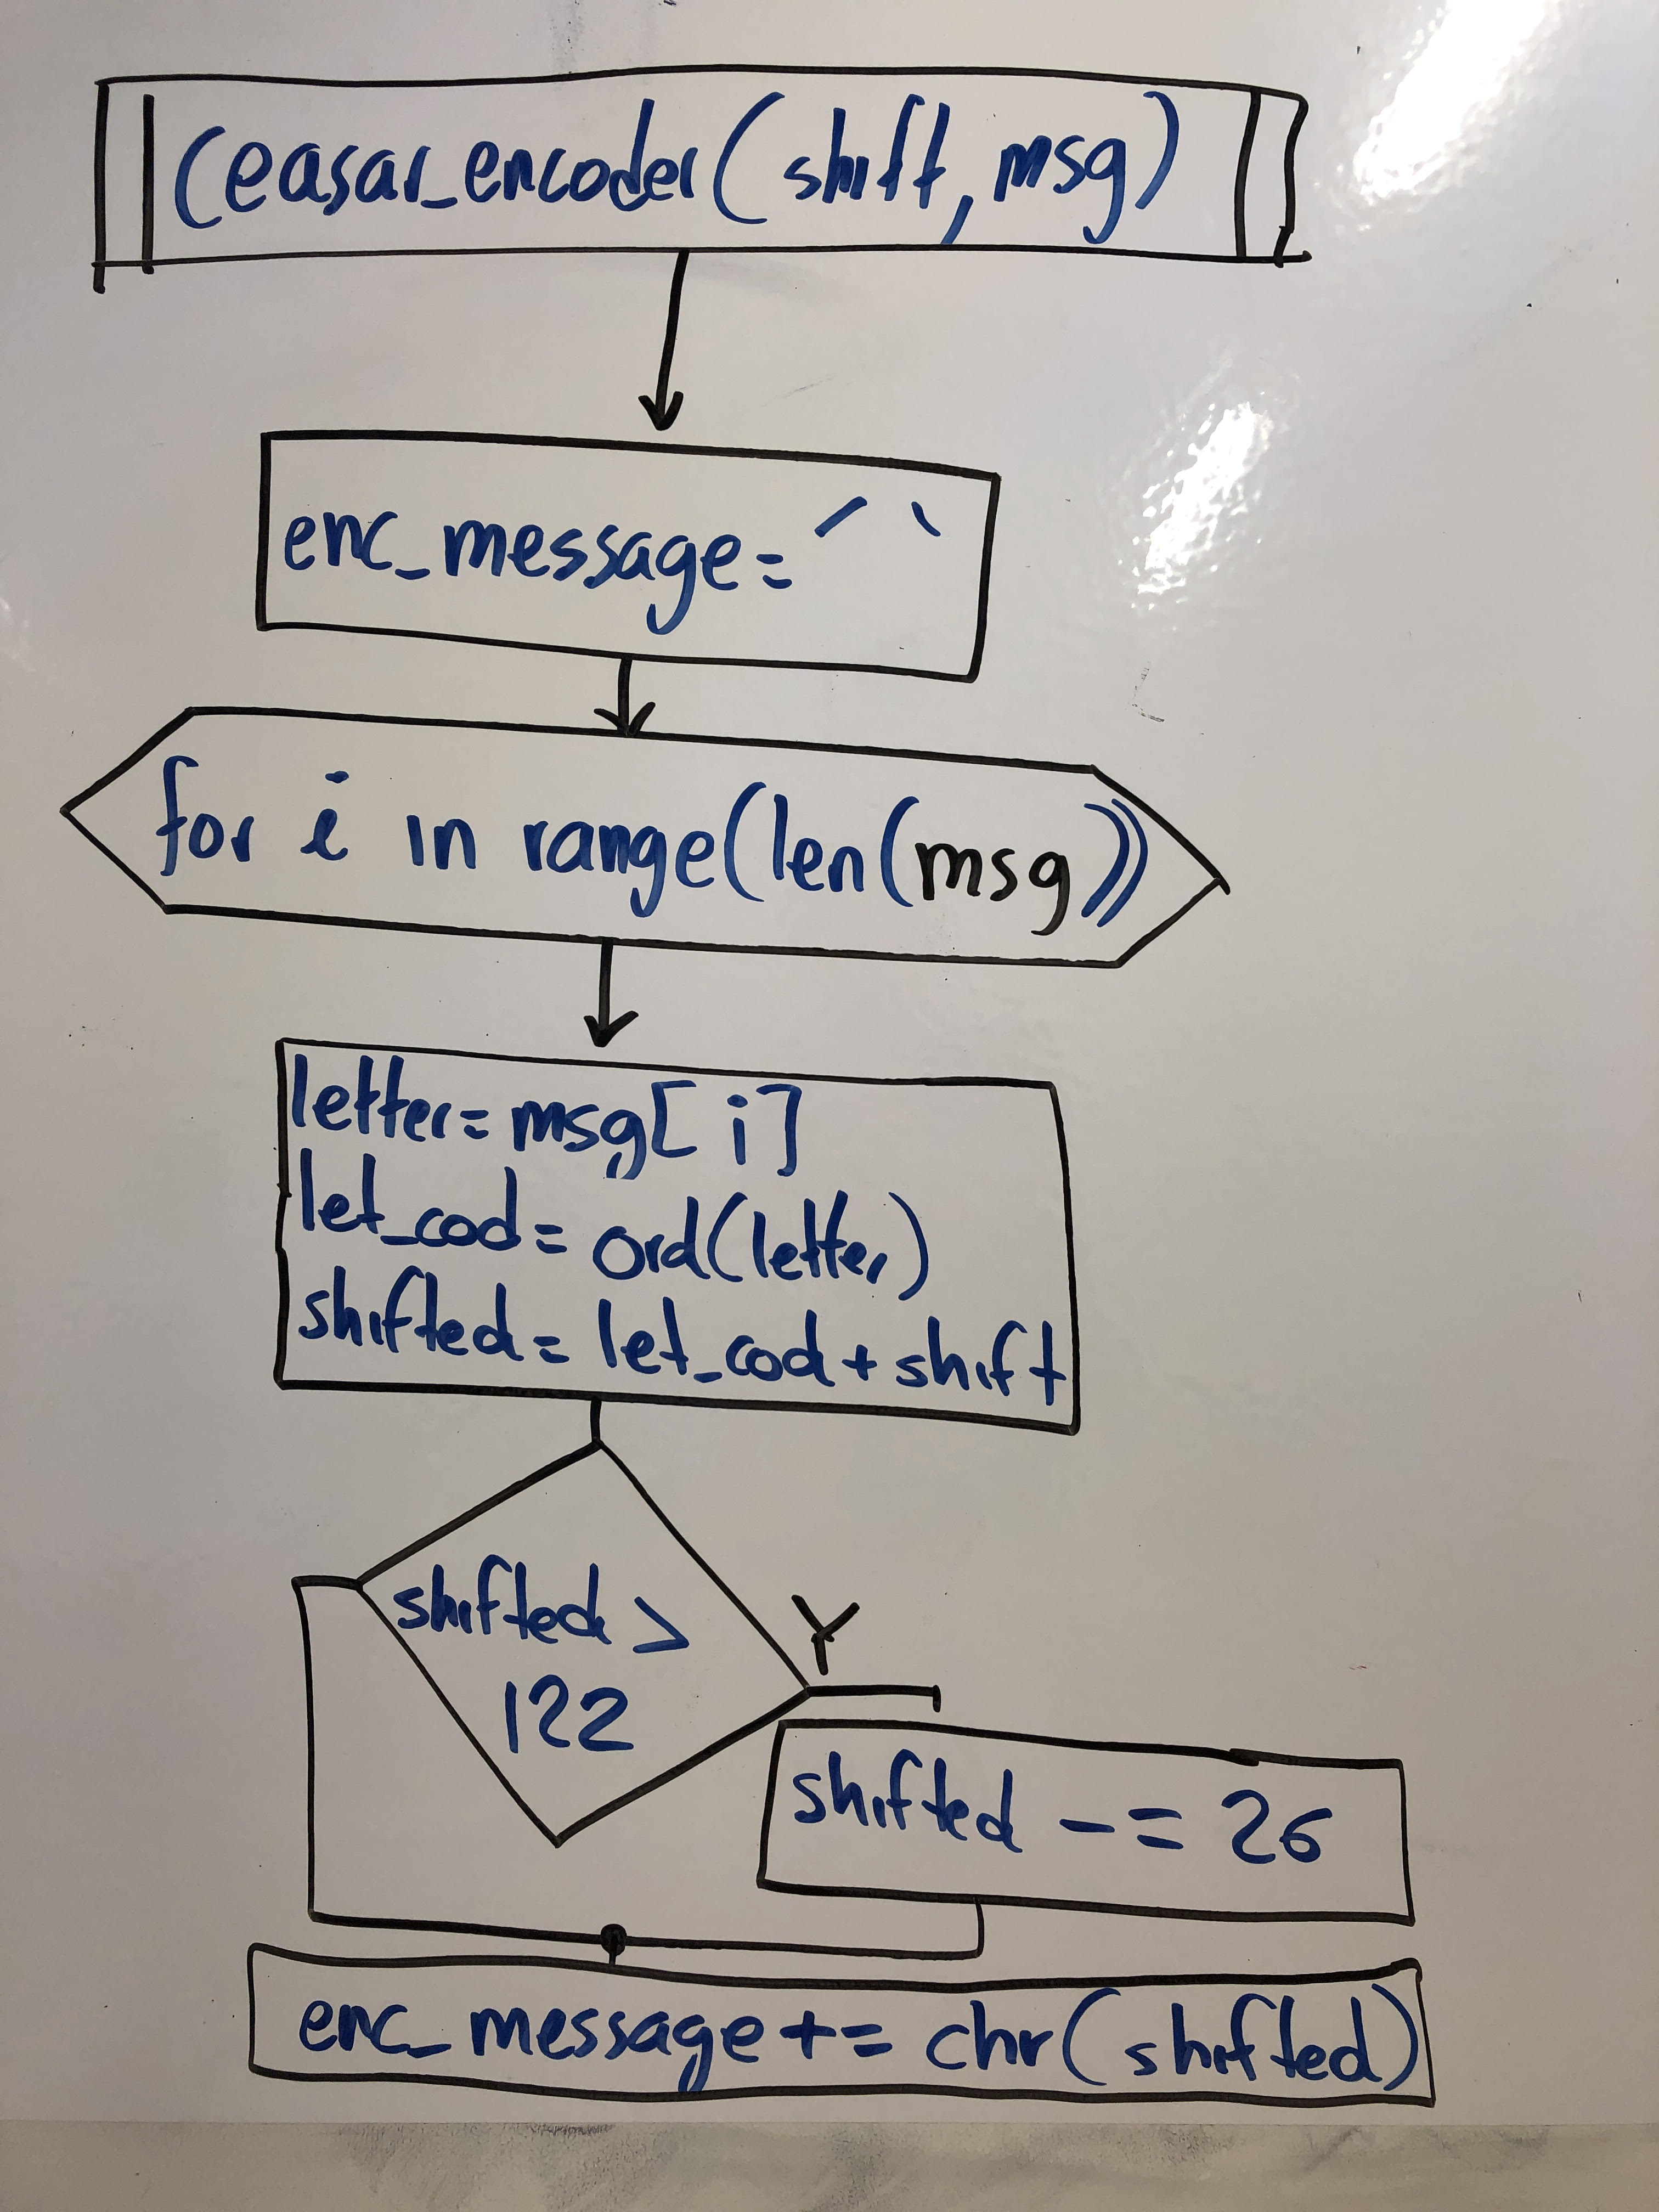 Ceasar_encoder(shift, msg)
enc_message= ´ `
for i in range(len(msg))
letter= msg[i]
let_cod= ord(letter)
shifted= let_cod + shift
shifted >
122
Y
shifted -= 26
enc_message += chr(shifted)